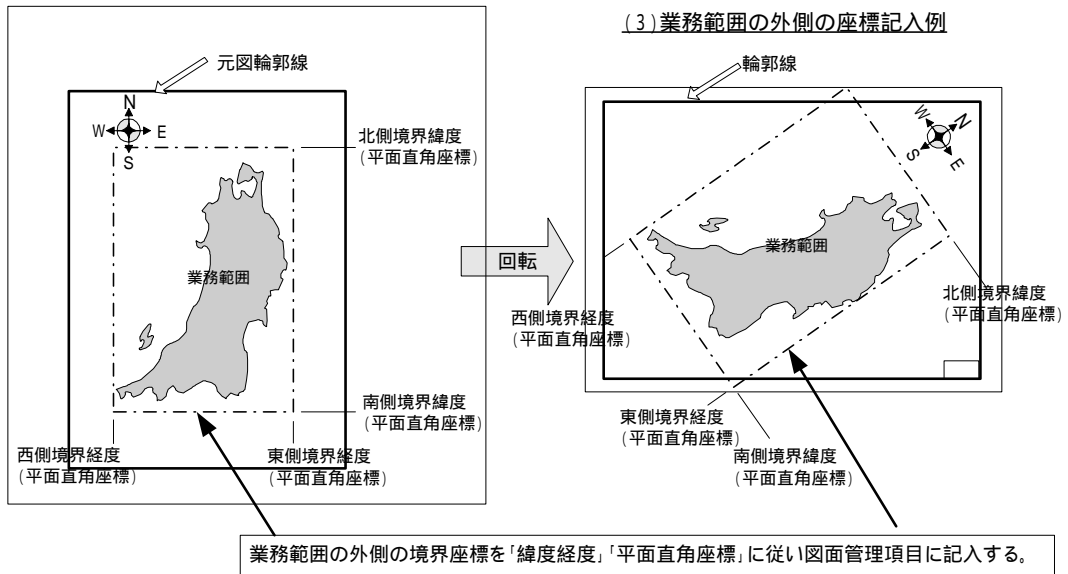 (3)業務範囲の外側の座標記入例
元図輪郭線
N
W
E
S
北側境界緯度
(平面直角座標)
業務範囲
南側境界緯度
(平面直角座標)
西側境界経度
(平面直角座標)
東側境界経度
(平面直角座標)
回転
輪郭線
W
N
S
E
業務範囲
北側境界緯度
(平面直角座標)
西側境界経度
(平面直角座標)
東側境界経度
(平面直角座標)
南側境界緯度
(平面直角座標)
業務範囲の外側の境界座標を「緯度経度」「平面直角座標」に従い図面管理項目に記入する。